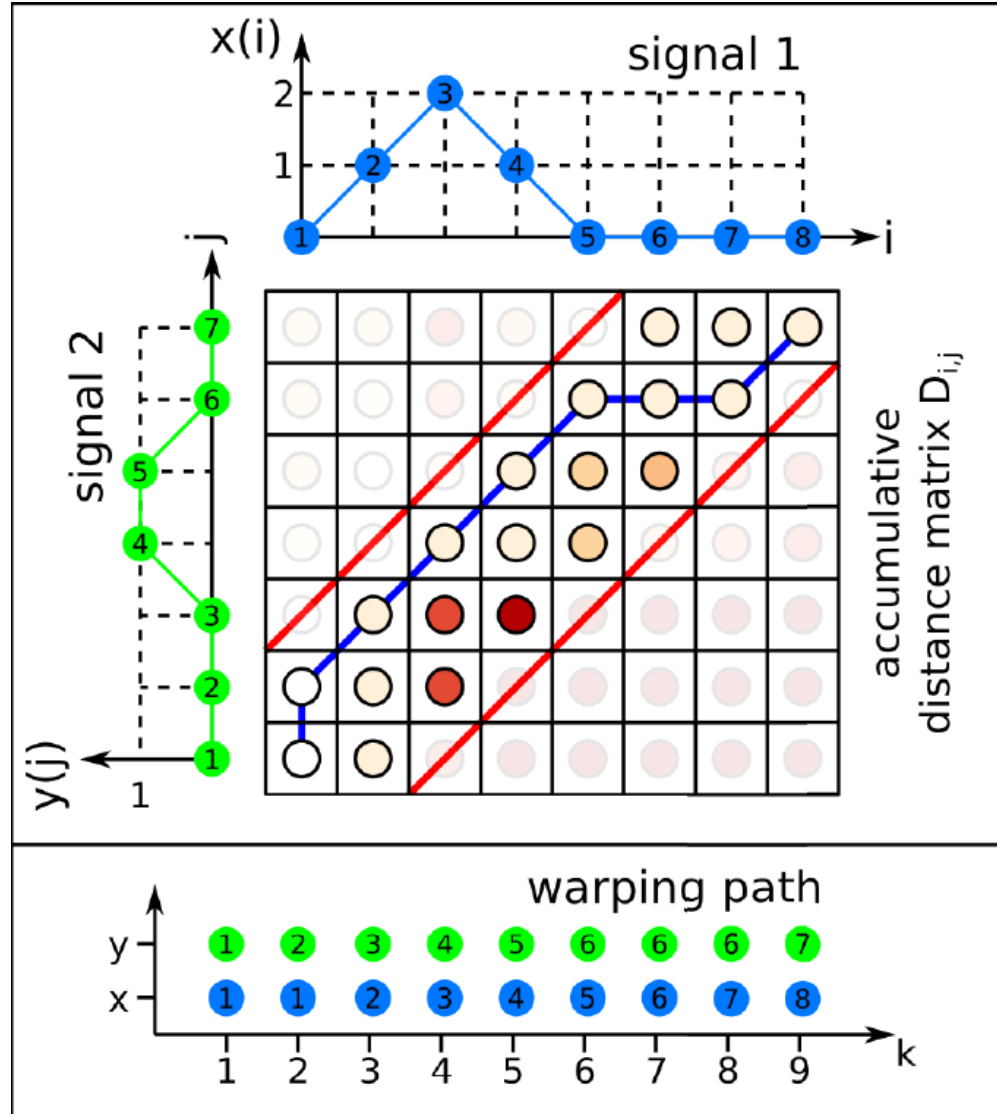 x(i)
signal 1
2
3
1
2
4
1
5
6
7
8
i
j
signal 2
7
6
5
4
3
2
1
y(j)
1
accumulative
distance matrix D_{i,j}
warping path
y
1 2 3 4 5 6 6 6 7
x
1 1 2 3 4 5 6 7 8
k
1 2 3 4 5 6 7 8 9